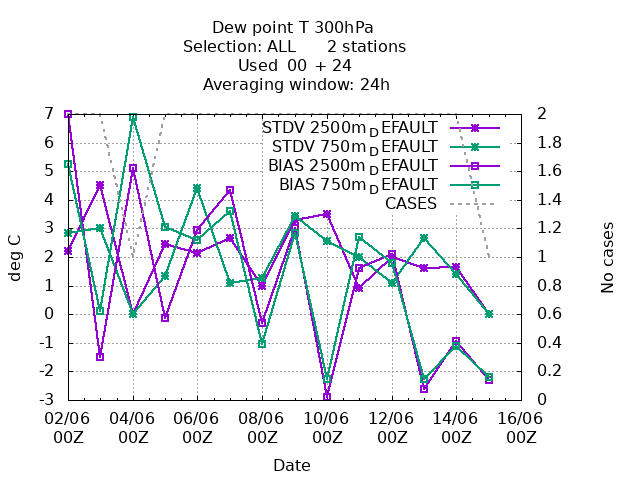 Dew point T 300hPa
Selection: ALL 2 stations
Used 00 + 24
Averaging window: 24h
STDV 2500m_DEFAULT
STDV 750m_DEFAULT
BIAS 2500m_DEFAULT
BIAS 750m_DEFAULT
CASES
deg C
7
6
5
4
3
2
1
0
-1
-2
-3
2
1.8
1.6
1.4
1.2
1
0.8
0.6
0.4
0.2
0
No cases
02/06 04/06 06/06 08/06 10/06 12/06 14/06 16/06
00Z 00Z 00Z 00Z 00Z 00Z 00Z 00Z
Date